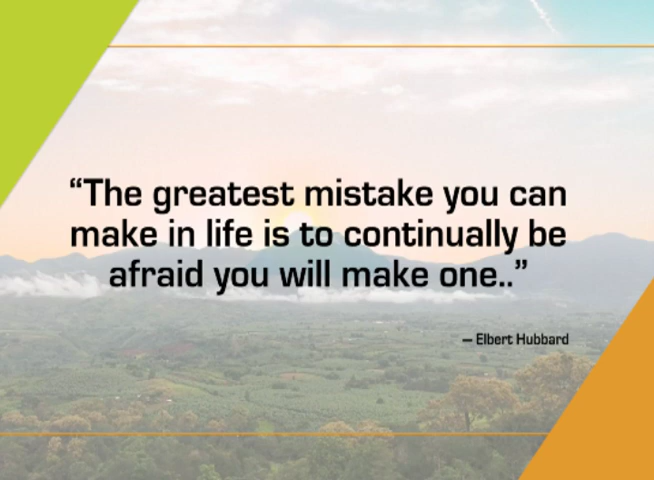 “The greatest mistake you can
make in life is to continually be
afraid you will make one..”
– Elbert Hubbard